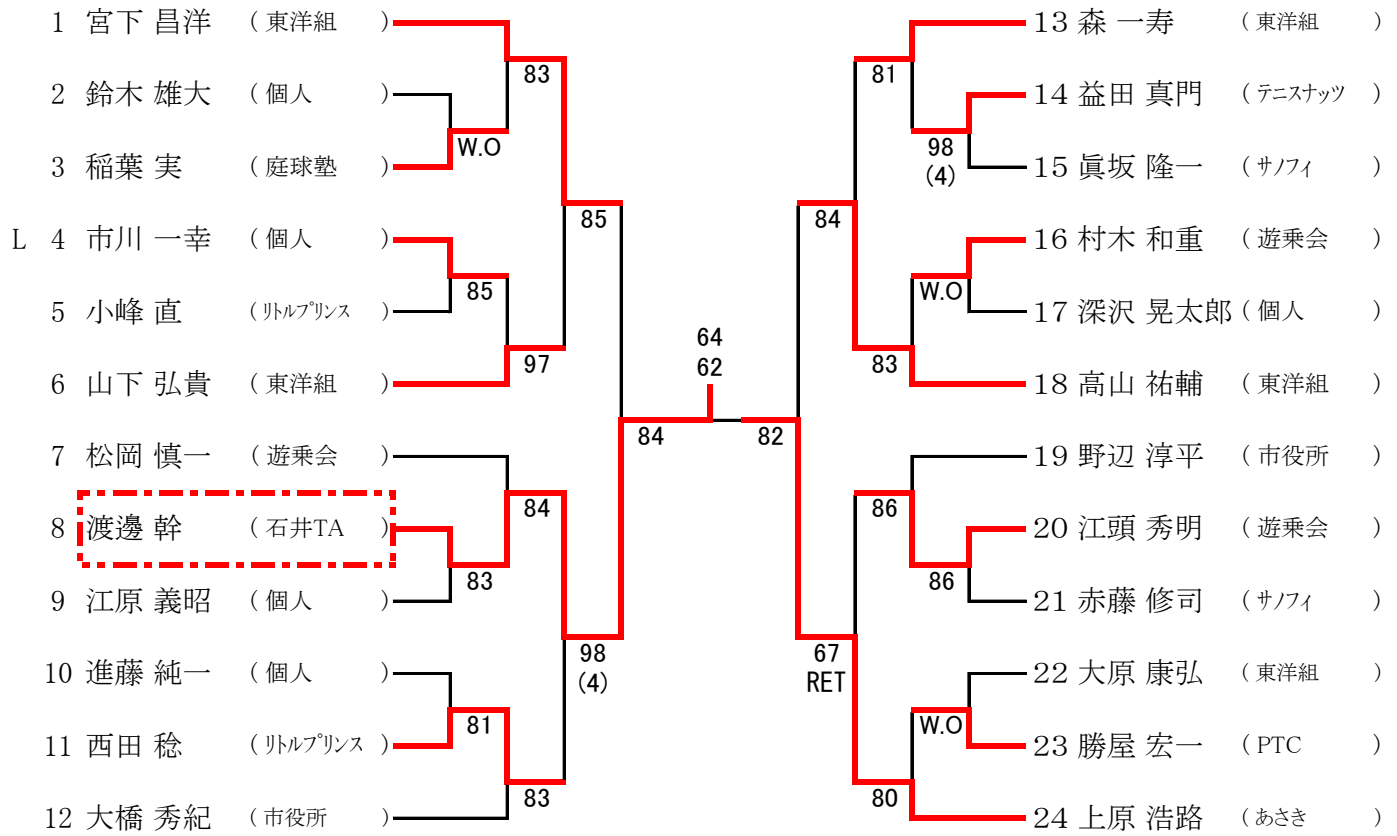 1 宮下 昌洋 (東洋組)
2 鈴木 雄大 (個人)
3 稲葉 実 (庭球塾)
L 4 市川 一幸 (個人)
5 小峰 直 (リトルプリンス)
6 山下 弘貴 (東洋組)
7 松岡 慎一 (遊乗会)
8 渡邊 幹 (石井TA)
9 江原 義昭 (個人)
10 進藤 純一 (個人)
11 西田 稔 (リトルプリンス)
12 大橋 秀紀 (市役所)
83
W.O
85
85
97
84
84
83
98
(4)
81
83
64
62
82
81
98
(4)
84
W.O
83
86
86
67
RET
W.O
80
13 森 一寿 (東洋組)
14 益田 真門 (テニスナッツ)
15 眞坂 隆一 (サノフィ)
16 村木 和重 (遊乗会)
17 深沢 晃太郎 (個人)
18 高山 祐輔 (東洋組)
19 野辺 淳平 (市役所)
20 江頭 秀明 (遊乗会)
21 赤藤 修司 (サノフィ)
22 大原 康弘 (東洋組)
23 勝屋 宏一 (PTC)
24 上原 浩路 (あさき)